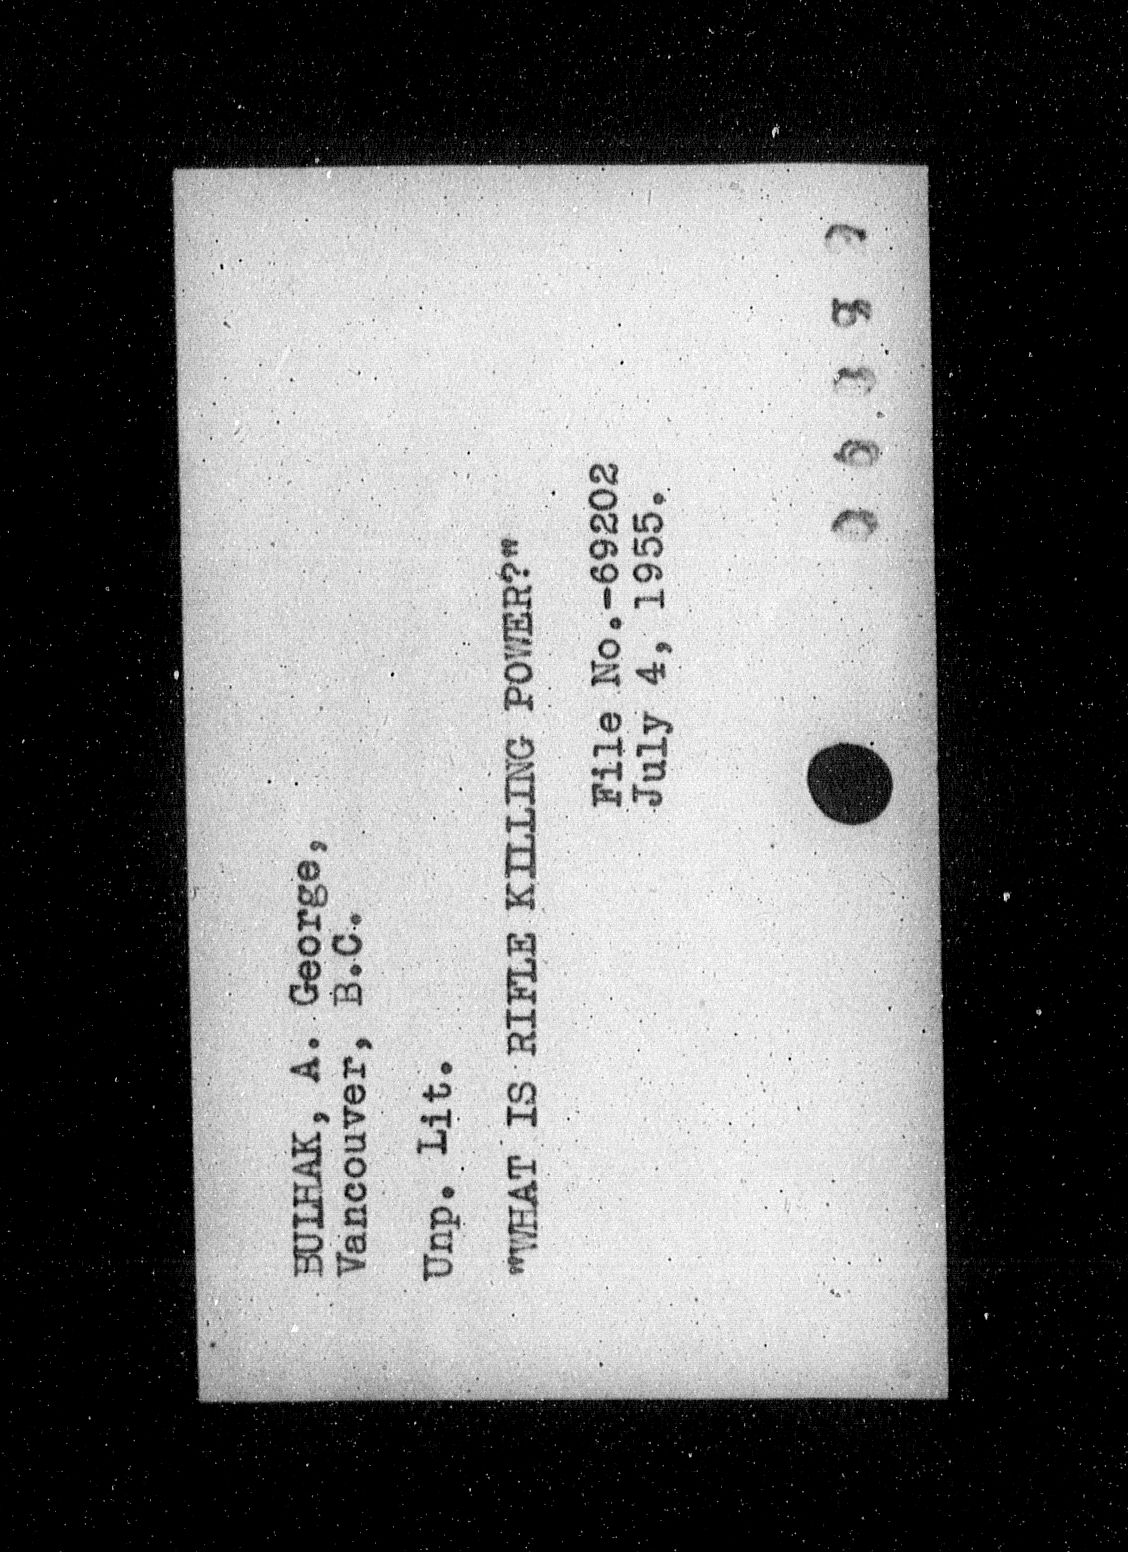 BULHAK, A. George,
Vancouver, B.C.
Unp. Lit.
"WHAT IS RIFLE KILLING POWER?"
File No.-69202
July 4, 1955.